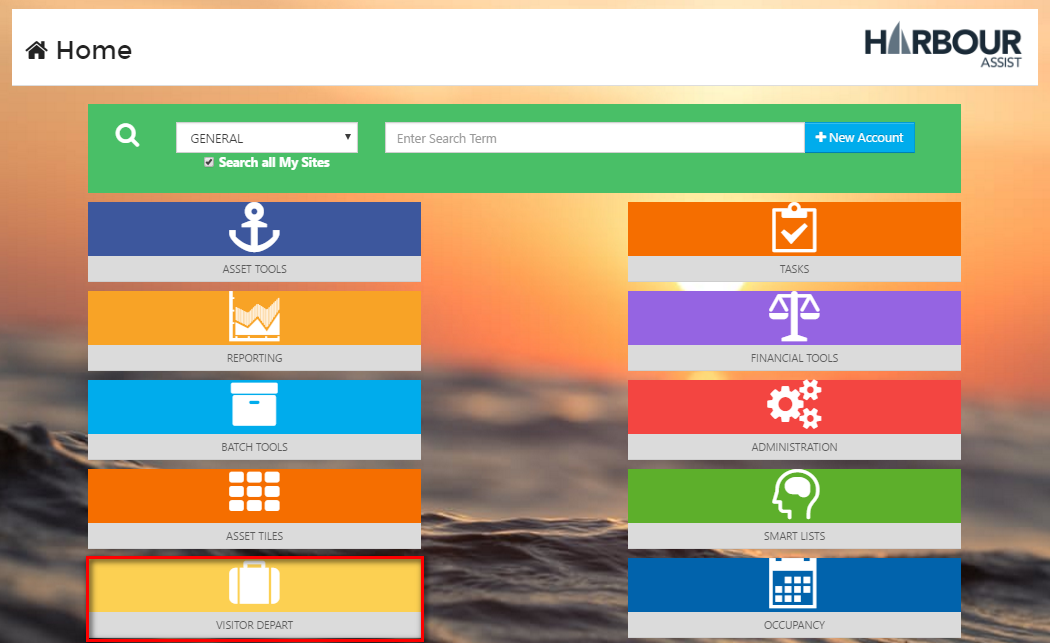 Home
HARBOUR
ASSIST
GENERAL
Enter Search Term
New Account
Search all My Sites
ASSET TOOLS
TASKS
REPORTING
FINANCIAL TOOLS
BATCH TOOLS
ADMINISTRATION
ASSET TILES
SMART LISTS
VISITOR DEPART
OCCUPANCY